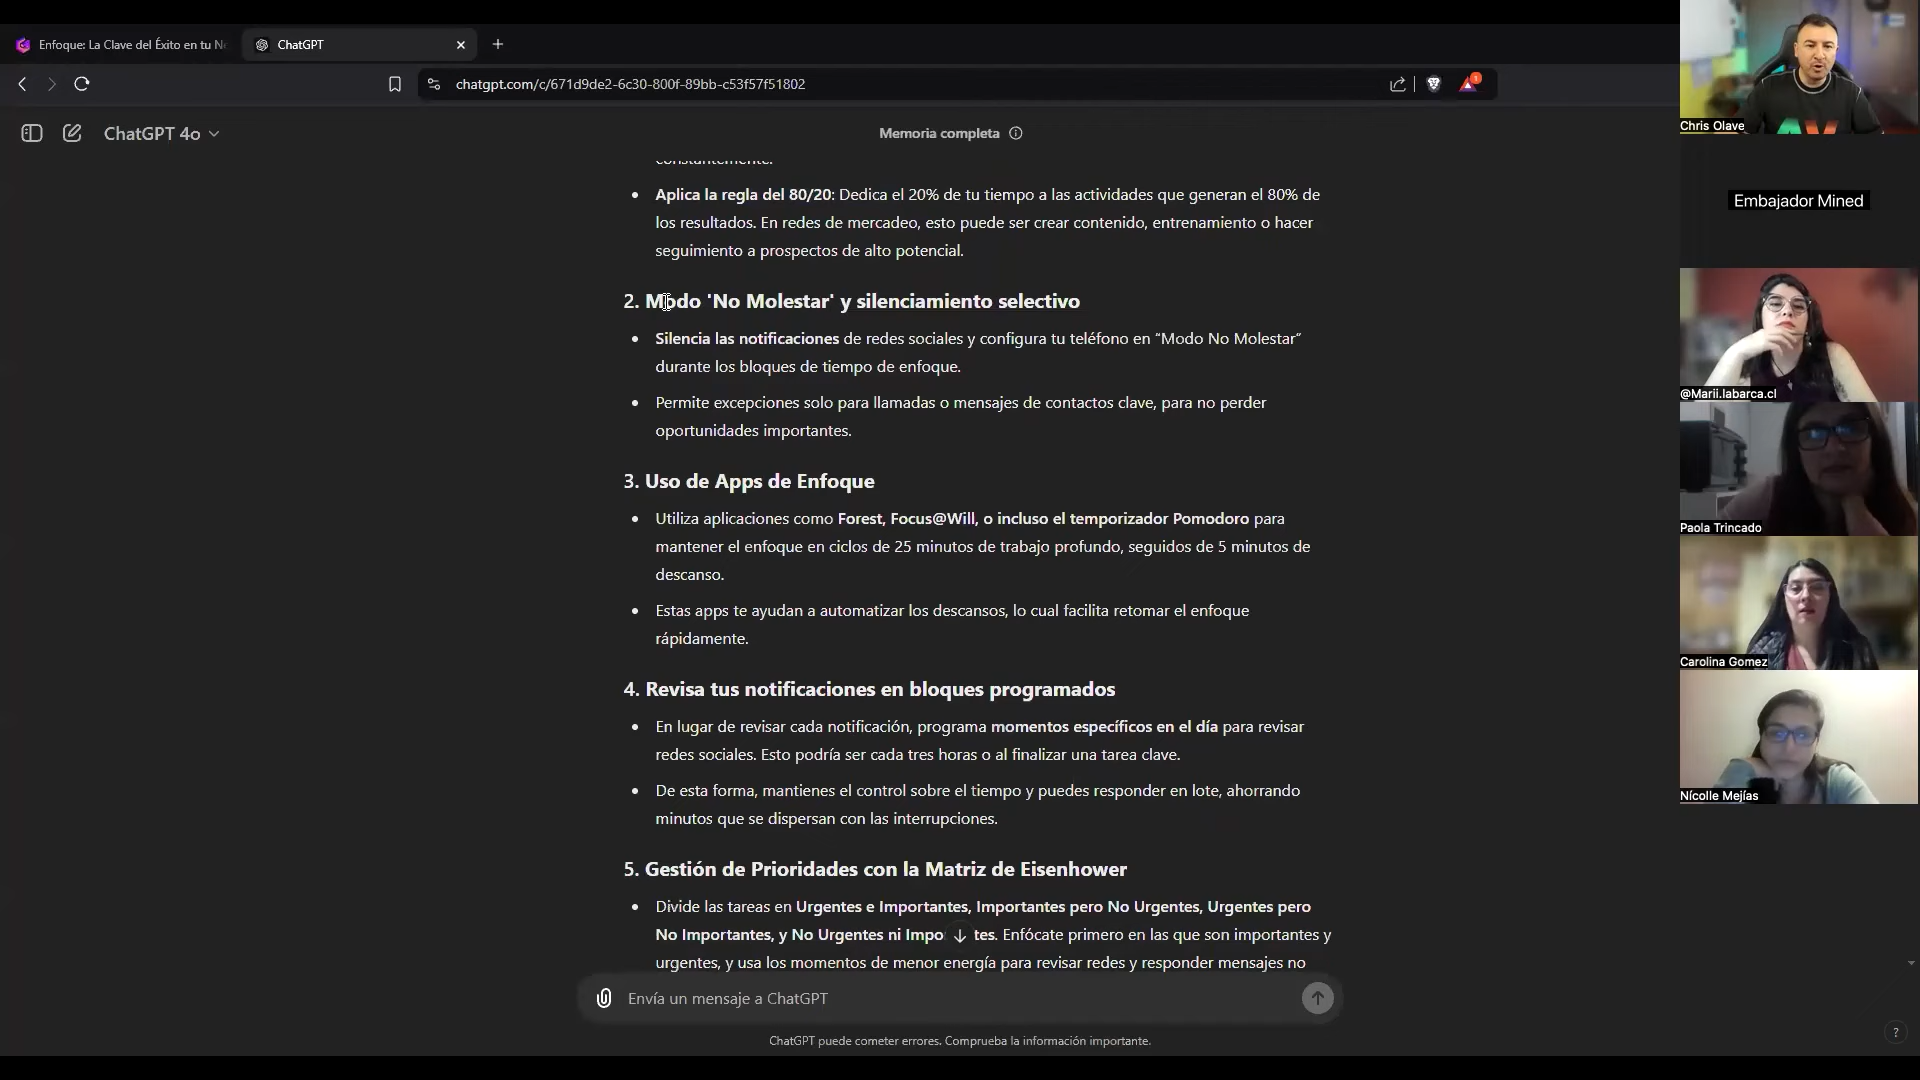 Enfoque: La Clave del Éxito en tu Ne
ChatGPT
chatgpt.com/c/671d9de2-6c30-800f-89bb-c53f57f51802
1
ChatGPT 4o
Memoria completa
constantemente.
Aplica la regla del 80/20: Dedica el 20% de tu tiempo a las actividades que generan el 80% de
los resultados. En redes de mercadeo, esto puede ser crear contenido, entrenamiento o hacer
seguimiento a prospectos de alto potencial.
2. Modo 'No Molestar' y silenciamiento selectivo
Silencia las notificaciones de redes sociales y configura tu teléfono en “Modo No Molestar”
durante los bloques de tiempo de enfoque.
Permite excepciones solo para llamadas o mensajes de contactos clave, para no perder
oportunidades importantes.
3. Uso de Apps de Enfoque
Utiliza aplicaciones como Forest, Focus@Will, o incluso el temporizador Pomodoro para
mantener el enfoque en ciclos de 25 minutos de trabajo profundo, seguidos de 5 minutos de
descanso.
Estas apps te ayudan a automatizar los descansos, lo cual facilita retomar el enfoque
rápidamente.
4. Revisa tus notificaciones en bloques programados
En lugar de revisar cada notificación, programa momentos específicos en el día para revisar
redes sociales. Esto podría ser cada tres horas o al finalizar una tarea clave.
De esta forma, mantienes el control sobre el tiempo y puedes responder en lote, ahorrando
minutos que se dispersan con las interrupciones.
5. Gestión de Prioridades con la Matriz de Eisenhower
Divide las tareas en Urgentes e Importantes, Importantes pero No Urgentes, Urgentes pero
No Importantes, y No Urgentes ni Impo tes. Enfócate primero en las que son importantes y
urgentes, y usa los momentos de menor energía para revisar redes y responder mensajes no
Envía un mensaje a ChatGPT
ChatGPT puede cometer errores. Comprueba la información importante.
?
Chris Olave
Embajador Mined
@Marii.labarca.cl
Paola Trincado
Carolina Gomez
Nícolle Mejías